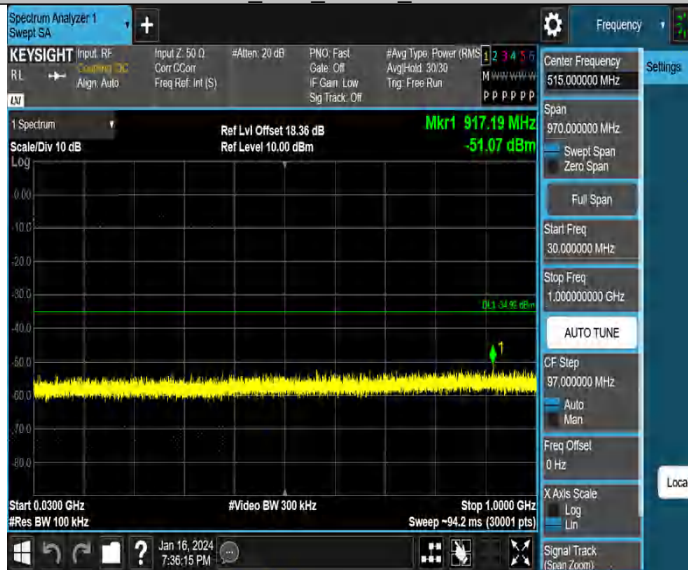 Spectrum Analyzer 1
Swept SA
Frequency
KEYSIGHT
Input: RF
Input Z: 50 Ω
#Atten: 20 dB
PNO: Fast
#Avg Type: Power (RMS
1 2 3 4 5 6
RL
Coupling: DC
Corr CCorr
Gate: Off
Avg|Hold: 30/30
M W W W W W
Align: Auto
Freq Ref: Int (S)
IF Gain: Low
Trig: Free Run
Sig Track: Off
P P P P P P
LXI
1 Spectrum
Ref Lvl Offset 18.36 dB
Mkr1 917.19 MHz
Scale/Div 10 dB
Ref Level 10.00 dBm
-51.07 dBm
Log
0.00
-10.0
-20.0
-30.0
DL1 -34.99 dBm
-40.0
1
-50.0
-60.0
-70.0
-80.0
Start 0.0300 GHz
#Video BW 300 kHz
Stop 1.0000 GHz
#Res BW 100 kHz
Sweep ~94.2 ms (30001 pts)
?
Jan 16, 2024
7:36:15 PM
Center Frequency
515.000000 MHz
Settings
Span
970.000000 MHz
Swept Span
Zero Span
Full Span
Start Freq
30.000000 MHz
Stop Freq
1.000000000 GHz
AUTO TUNE
CF Step
97.000000 MHz
Auto
Man
Freq Offset
0 Hz
Loca
X Axis Scale
Log
Lin
Signal Track
(Span Zoom)